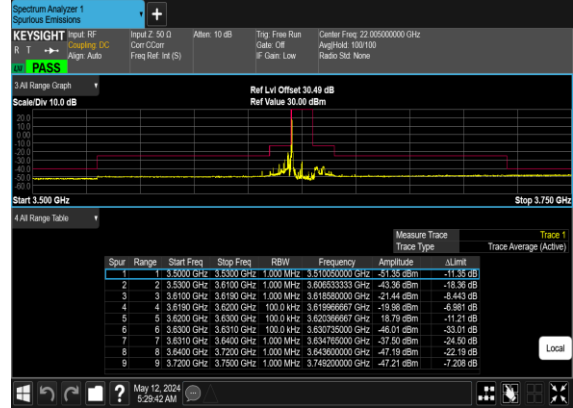 Spectrum Analyzer 1
Spurious Emissions
+
KEYSIGHT Input: RF Input Z: 50 Ω Atten: 10 dB Trig: Free Run Center Freq: 22.005000000 GHz
R T Coupling: DC Corr CCorr Gate: Off Avg|Hold: 100/100
Align: Auto Freq Ref: Int (S) IF Gain: Low Radio Std: None
PASS
3 All Range Graph
Ref Lvl Offset 30.49 dB
Scale/Div 10.0 dB Ref Value 30.00 dBm
20.0
10.0
0.00
-10.0
-20.0
-30.0
-40.0
-50.0
-60.0
Start 3.500 GHz Stop 3.750 GHz
4 All Range Table
Measure Trace Trace 1
Trace Type Trace Average (Active)
Spur Range Start Freq Stop Freq RBW Frequency Amplitude ΔLimit
1 1 3.5000 GHz 3.5300 GHz 1.000 MHz 3.510050000 GHz -51.35 dBm -11.35 dB
2 2 3.5300 GHz 3.6100 GHz 1.000 MHz 3.606533333 GHz -43.36 dBm -18.36 dB
3 3 3.6100 GHz 3.6190 GHz 1.000 MHz 3.618580000 GHz -21.44 dBm -8.443 dB
4 4 3.6190 GHz 3.6200 GHz 100.0 kHz 3.619966667 GHz -19.98 dBm -6.981 dB
5 5 3.6200 GHz 3.6300 GHz 100.0 kHz 3.620366667 GHz 18.79 dBm -11.21 dB
6 6 3.6300 GHz 3.6310 GHz 100.0 kHz 3.630735000 GHz -46.01 dBm -33.01 dB
7 7 3.6310 GHz 3.6400 GHz 1.000 MHz 3.634765000 GHz -37.50 dBm -24.50 dB
8 8 3.6400 GHz 3.7200 GHz 1.000 MHz 3.643600000 GHz -47.19 dBm -22.19 dB
9 9 3.7200 GHz 3.7500 GHz 1.000 MHz 3.749200000 GHz -47.21 dBm -7.208 dB
Local
? May 12, 2024
5:29:42 AM